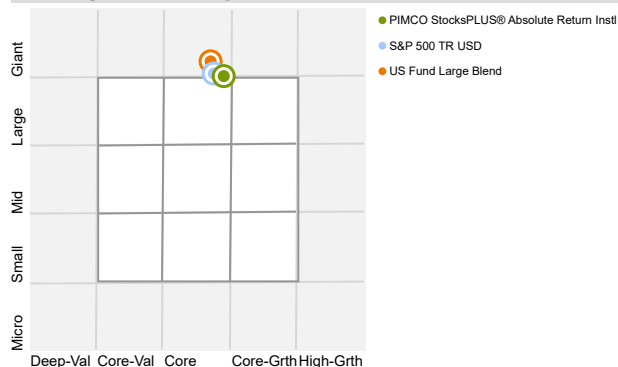 PIMCO StocksPLUS® Absolute Return Instl
S&P 500 TR USD
US Fund Large Blend
Giant
Large
Mid
Small
Micro
Deep-Val Core-Val Core Core-Grth High-Grth